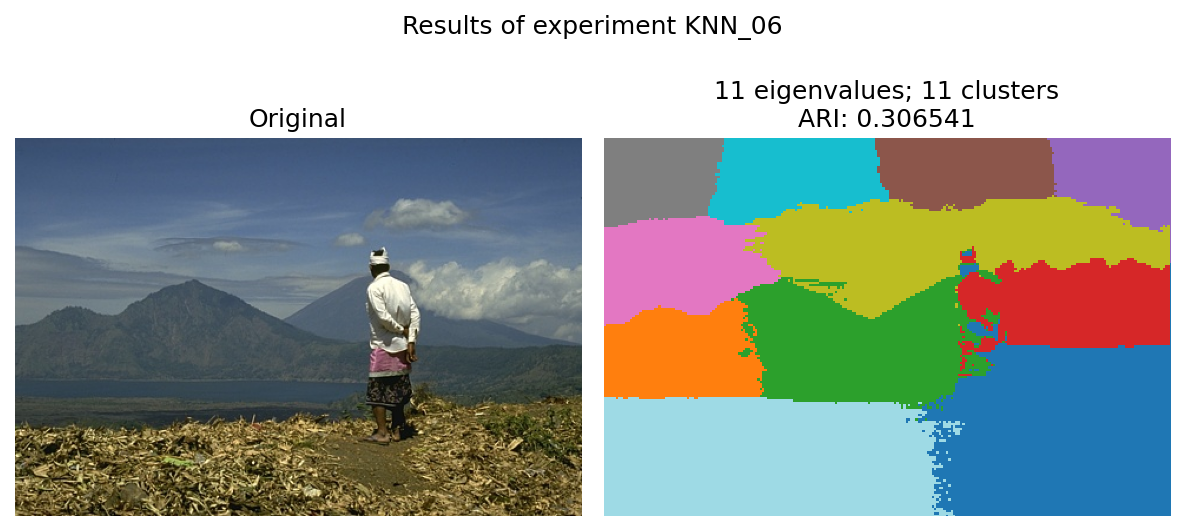 Results of experiment KNN_06
Original
11 eigenvalues; 11 clusters
ARI: 0.306541